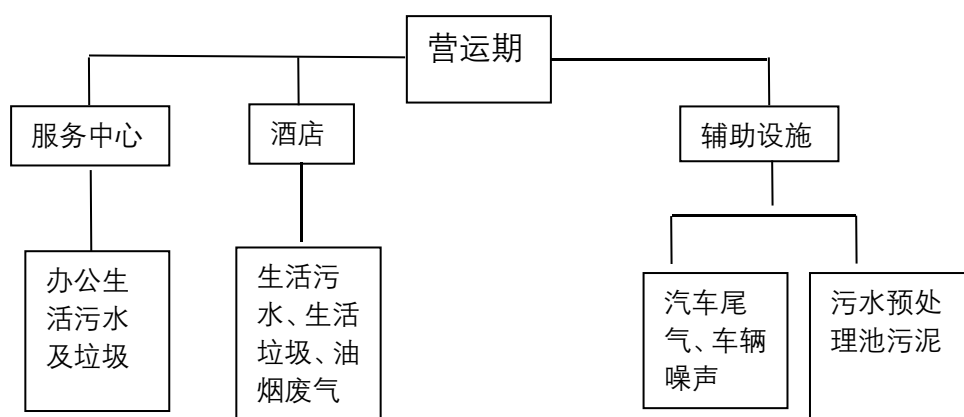 营运期
服务中心
酒店
辅助设施
办公生
活污水
及垃圾
生活污
水、生活
垃圾、油
烟废气
汽车尾
气、车辆
噪声
污水预处
理池污泥